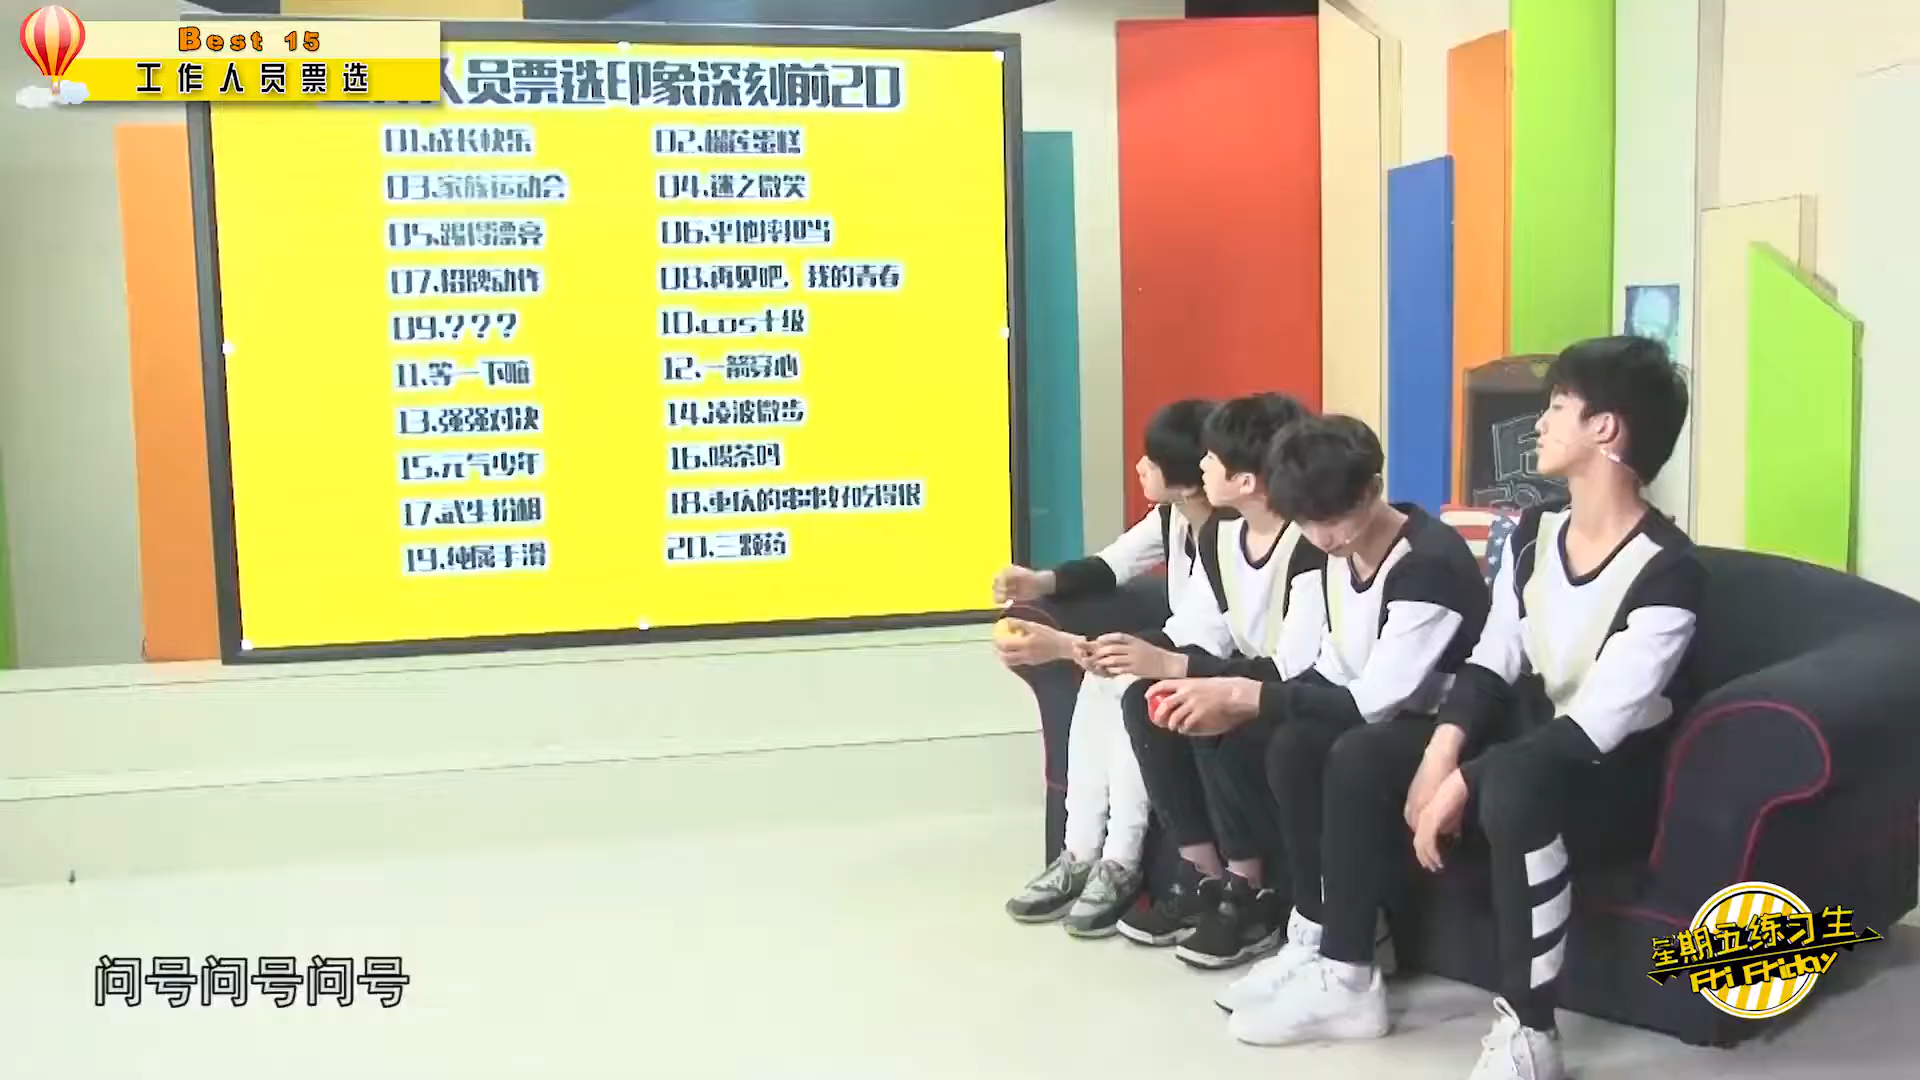 Best 15
工作人员票选
人员票选印象深刻前20
01.成长快乐
02.榴莲蛋糕
03.家族运动会
04.谜之微笑
05.踢得漂亮
06.平地摔担当
07.招牌动作
08.再见吧，我的青春
09.???
10.cos十级
11.等一下嘛
12.一箭穿心
13.强强对决
14.凌波微步
15.元气少年
16.喝茶吗
17.武生扮相
18.重庆的串串好吃得很
19.纯属手滑
20.三颗药
问号问号问号
星期五练习生
Fri Friday